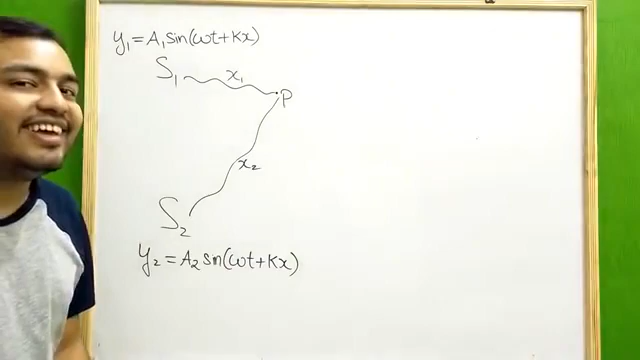 y₁ = A₁ sin(ωt + Kx)
S₁
x₁
P
x₂
S₂
y₂ = A₂ sin(ωt + Kx)